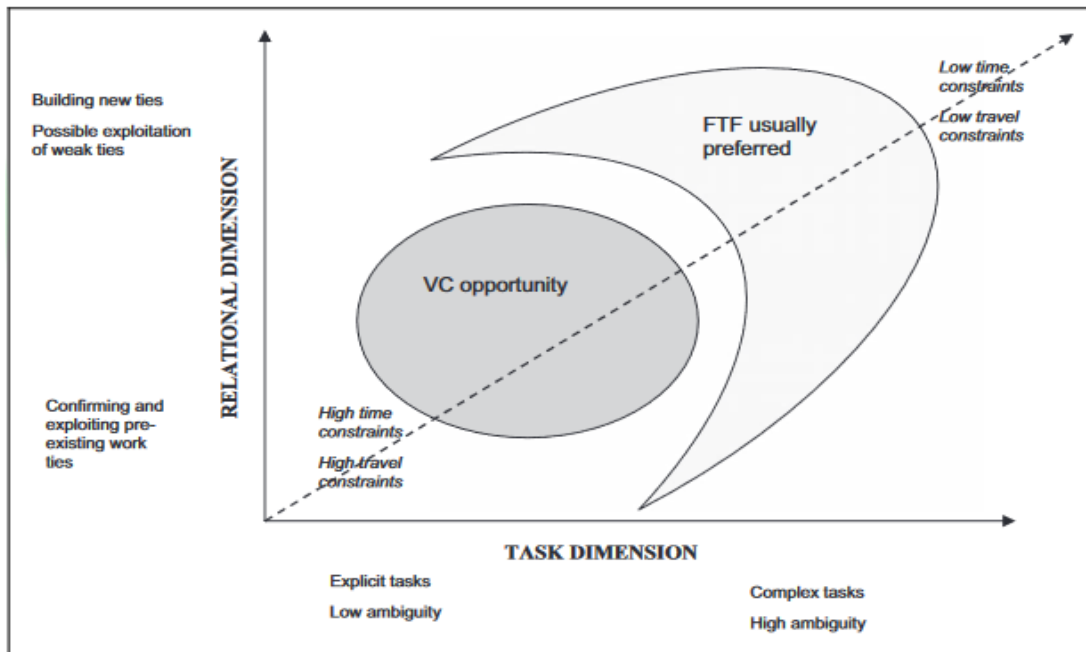 Building new ties
Possible exploitation
of weak ties
Confirming and
exploiting pre-
existing work
ties
RELATIONAL DIMENSION
Low time
constraints
Low travel
constraints
FTF usually
preferred
VC opportunity
High time
constraints
High travel
constraints
TASK DIMENSION
Explicit tasks
Low ambiguity
Complex tasks
High ambiguity